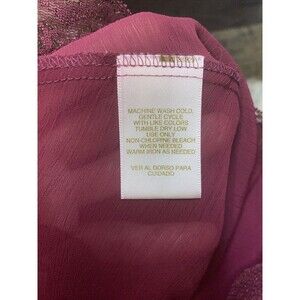 MACHINE WASH COLD,
GENTLE CYCLE
WITH LIKE COLORS
TUMBLE DRY LOW
USE ONLY
NON-CHLORINE BLEACH
WHEN NEEDED
WARM IRON AS NEEDED
VER AL DORSO PARA
CUIDADO